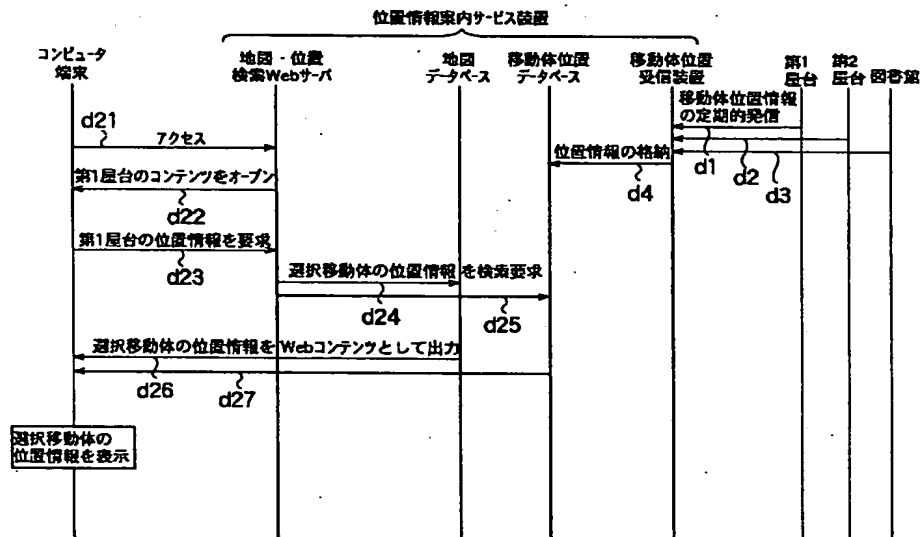 位置情報案内サービス装置
コンピュータ
端末
地図・位置
検索Webサーバ
地図
データベース
移動体位置
データベース
移動体位置
受信装置
第1
屋台
第2
屋台
図書館
移動体位置情報
の定期的発信
d21
アクセス
位置情報の格納
d1
d2
d3
d4
第1屋台のコンテンツをオープン
d22
第1屋台の位置情報を要求
d23
選択移動体の位置情報を検索要求
d24
d25
選択移動体の位置情報をWebコンテンツとして出力
d26
d27
選択移動体の
位置情報を表示